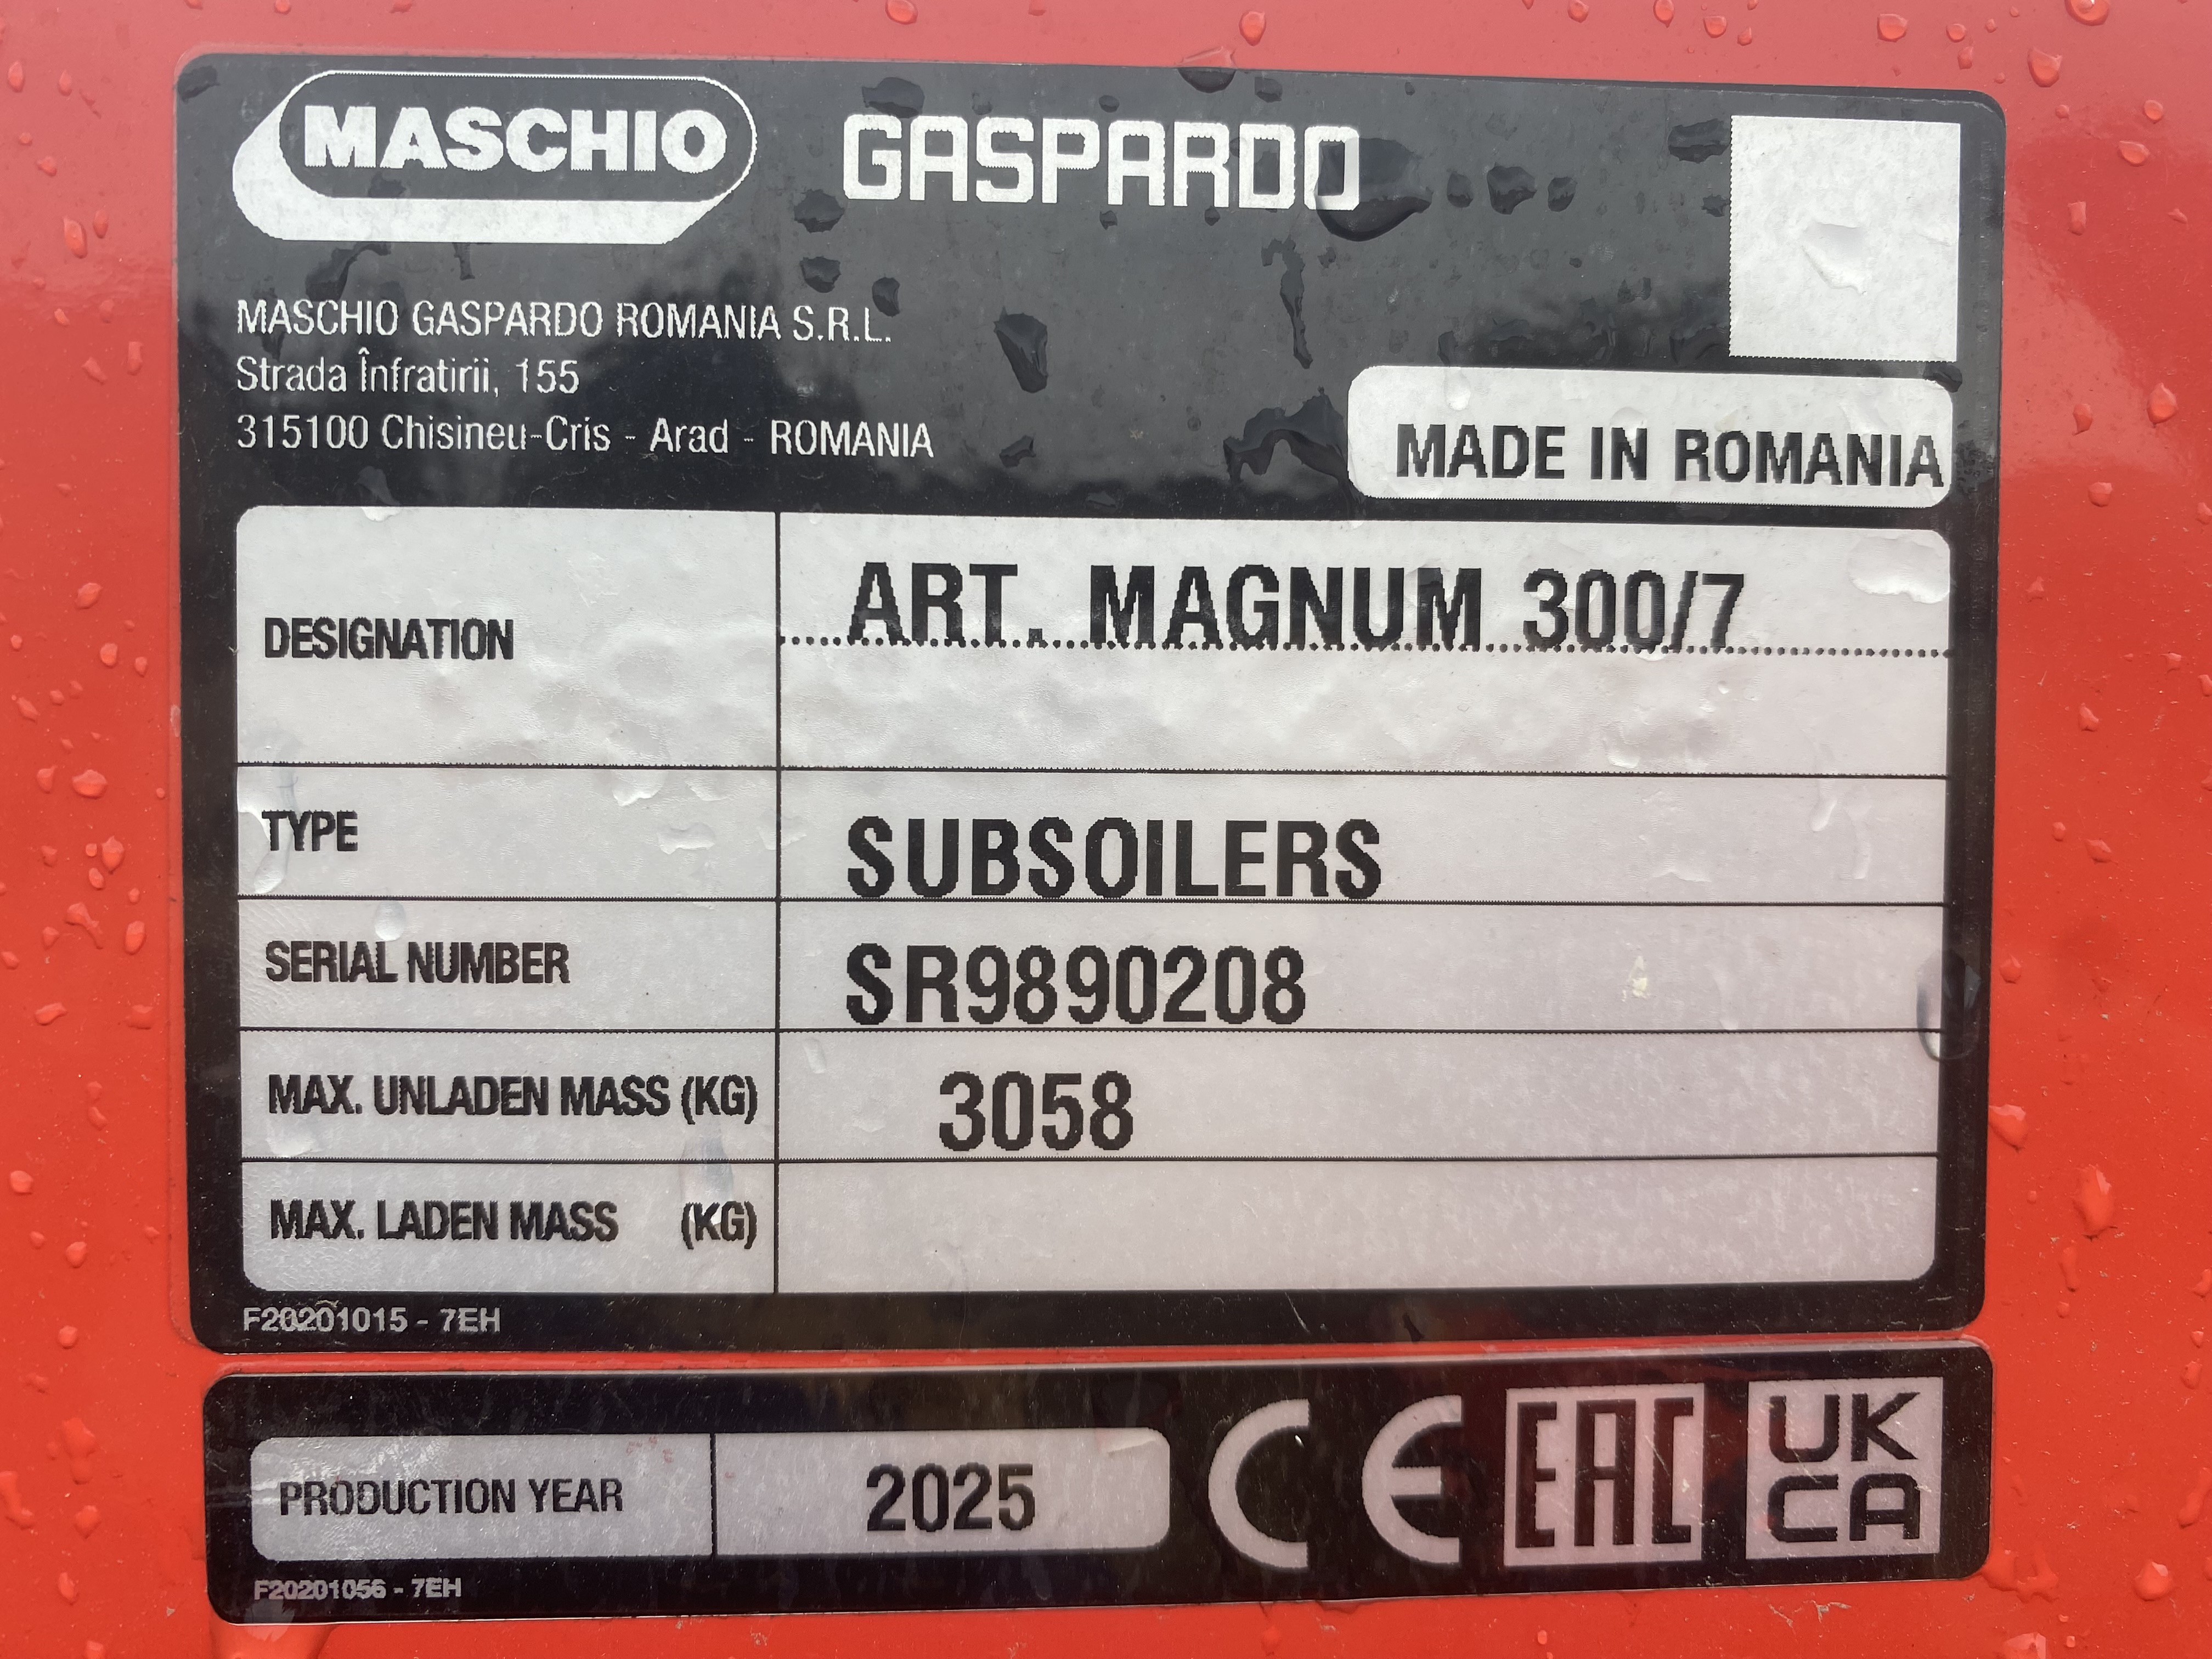 MASCHIO GASPARDO
MASCHIO GASPARDO ROMANIA S.R.L.
Strada Înfratirii, 155
315100 Chisineu-Cris - Arad - ROMANIA
MADE IN ROMANIA
DESIGNATION ART. MAGNUM 300/7
TYPE SUBSOILERS
SERIAL NUMBER SR9890208
MAX. UNLADEN MASS (KG) 3058
MAX. LADEN MASS (KG)
F20201015 - 7EH
PRODUCTION YEAR 2025 CE EAC UK
CA
F20201056 - 7EH